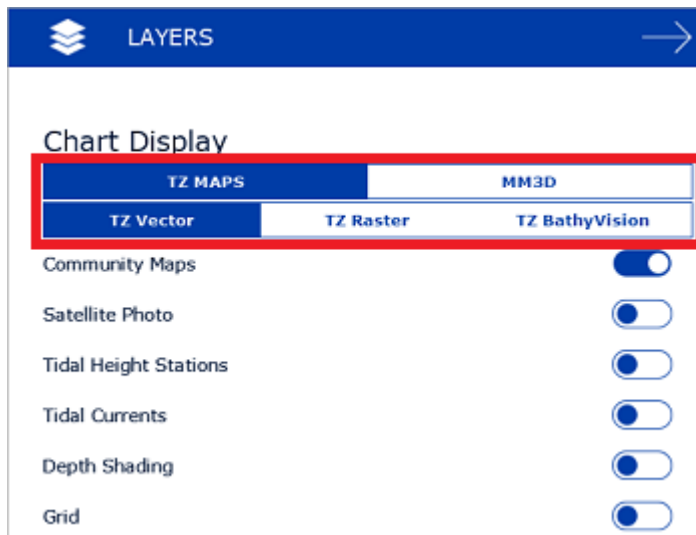 LAYERS
Chart Display
TZ MAPS MM3D
TZ Vector TZ Raster TZ BathyVision
Community Maps
Satellite Photo
Tidal Height Stations
Tidal Currents
Depth Shading
Grid